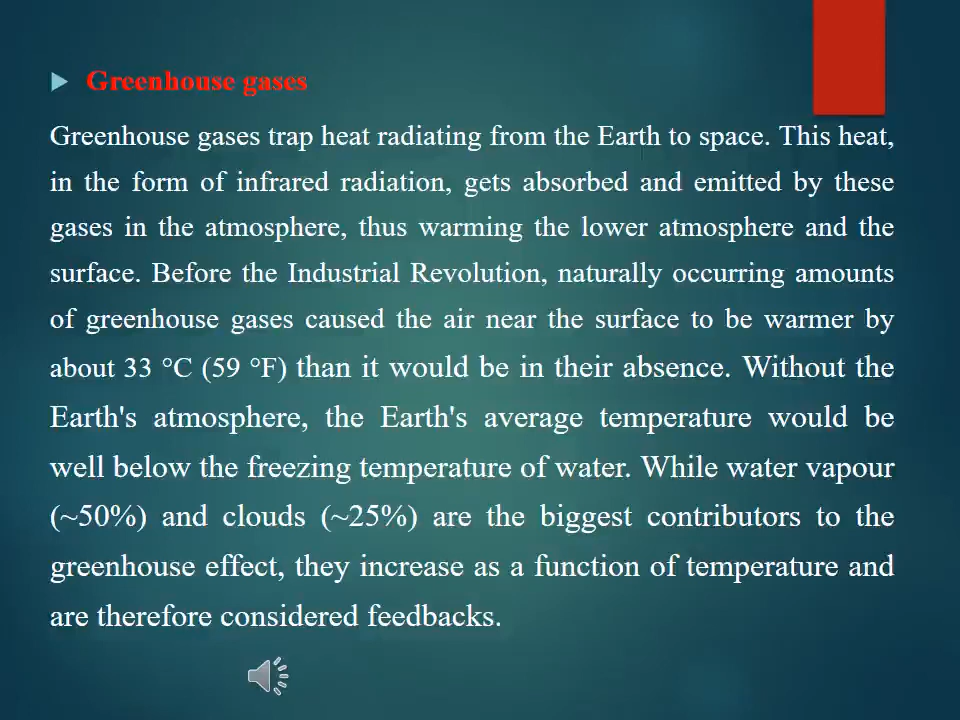 Greenhouse gases
Greenhouse gases trap heat radiating from the Earth to space. This heat,
in the form of infrared radiation, gets absorbed and emitted by these
gases in the atmosphere, thus warming the lower atmosphere and the
surface. Before the Industrial Revolution, naturally occurring amounts
of greenhouse gases caused the air near the surface to be warmer by
about 33 °C (59 °F) than it would be in their absence. Without the
Earth's atmosphere, the Earth's average temperature would be
well below the freezing temperature of water. While water vapour
(~50%) and clouds (~25%) are the biggest contributors to the
greenhouse effect, they increase as a function of temperature and
are therefore considered feedbacks.